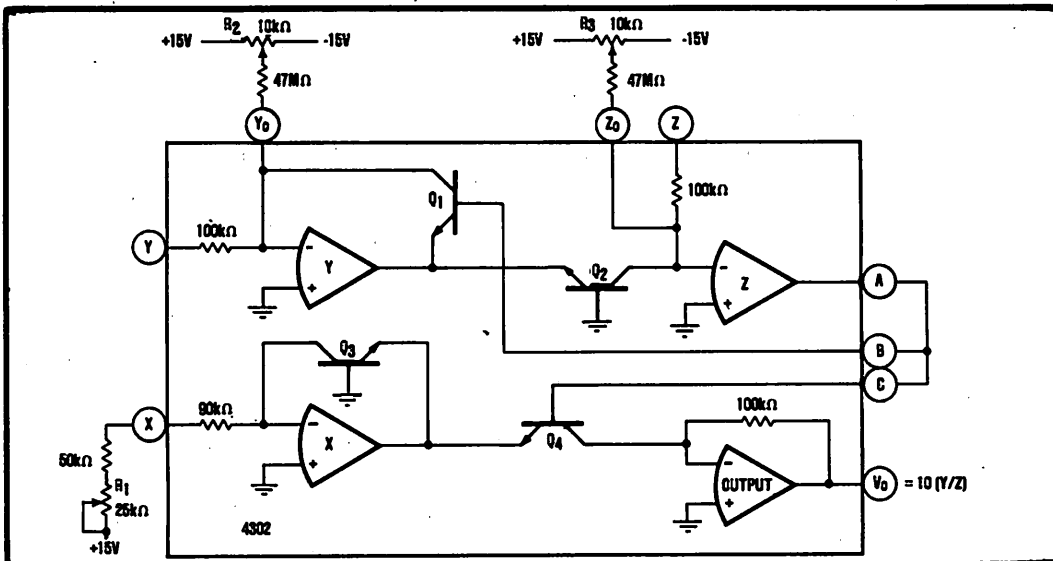 R2 10kΩ
+15V -15V
47MΩ
Y0
R3 10kΩ
+15V -15V
47MΩ
Z0 Z
Q1
100kΩ
100kΩ
Y
-
Y
+
Q2
-
Z
+
A
B
C
Q3
90kΩ
X
-
X
+
Q4
100kΩ
-
OUTPUT
+
V0 = 10 (Y/Z)
50kΩ
R1
25kΩ
+15V
4302